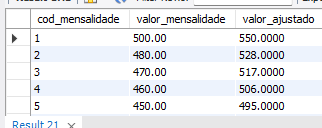 cod_mensalidade valor_mensalidade valor_ajustado
1 500.00 550.0000
2 480.00 528.0000
3 470.00 517.0000
4 460.00 506.0000
5 450.00 495.0000
Result 21 ×